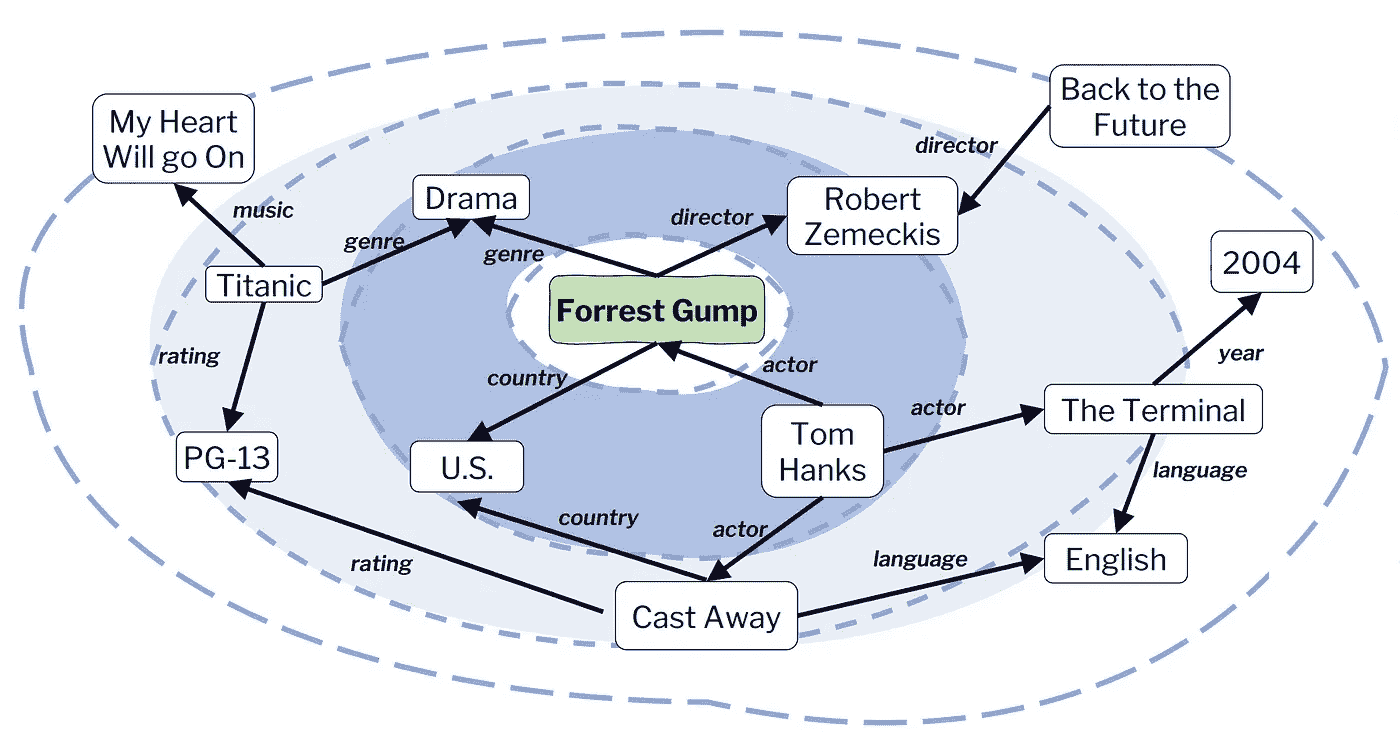 Back to the
Future
My Heart
Will go On
director
Drama
Robert
Zemeckis
music
director
genre
genre
2004
Titanic
Forrest Gump
rating
country
actor
year
actor
The Terminal
Tom
Hanks
PG-13
U.S.
language
country
actor
rating
language
English
Cast Away